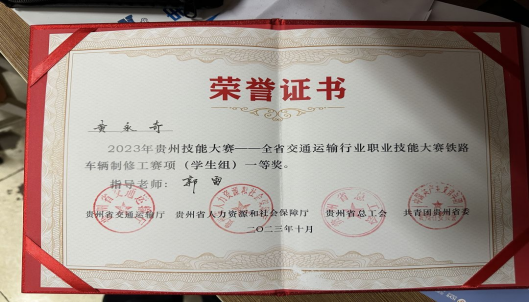 荣誉证书
黄永奇
2023年贵州技能大赛——全省交通运输行业职业技能大赛铁路
车辆制修工赛项（学生组）一等奖。
指导老师：郭雷
贵州省交通运输厅 贵州省人力资源和社会保障厅 贵州省总工会 共青团贵州省委
二〇二三年十月